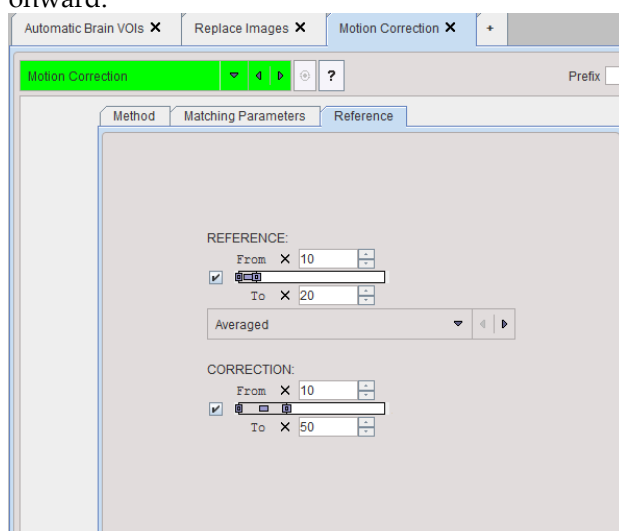 onward.
Automatic Brain VOIs ✕ Replace Images ✕ Motion Correction ✕ +
Motion Correction ? Prefix
Method Matching Parameters Reference
REFERENCE:
From ✕ 10
To ✕ 20
Averaged
CORRECTION:
From ✕ 10
To ✕ 50